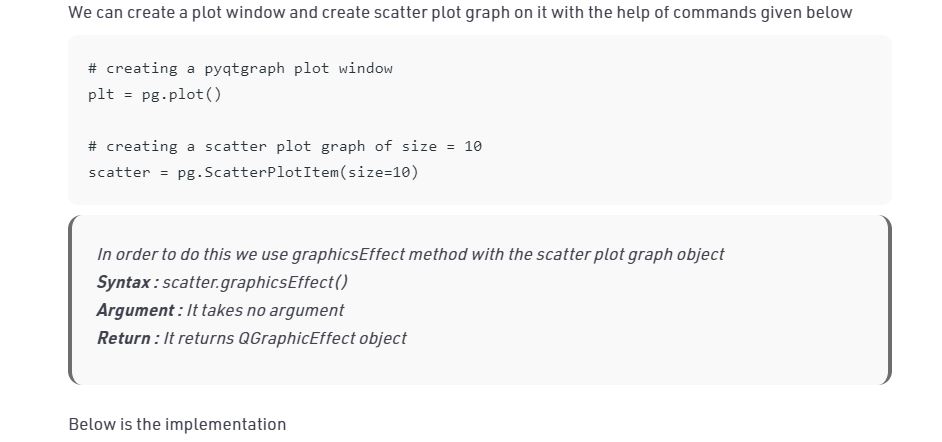 We can create a plot window and create scatter plot graph on it with the help of commands given below
# creating a pyqtgraph plot window
plt = pg.plot()
# creating a scatter plot graph of size = 10
scatter = pg.ScatterPlotItem(size=10)
In order to do this we use graphicsEffect method with the scatter plot graph object
Syntax : scatter.graphicsEffect()
Argument : It takes no argument
Return : It returns QGraphicEffect object
Below is the implementation